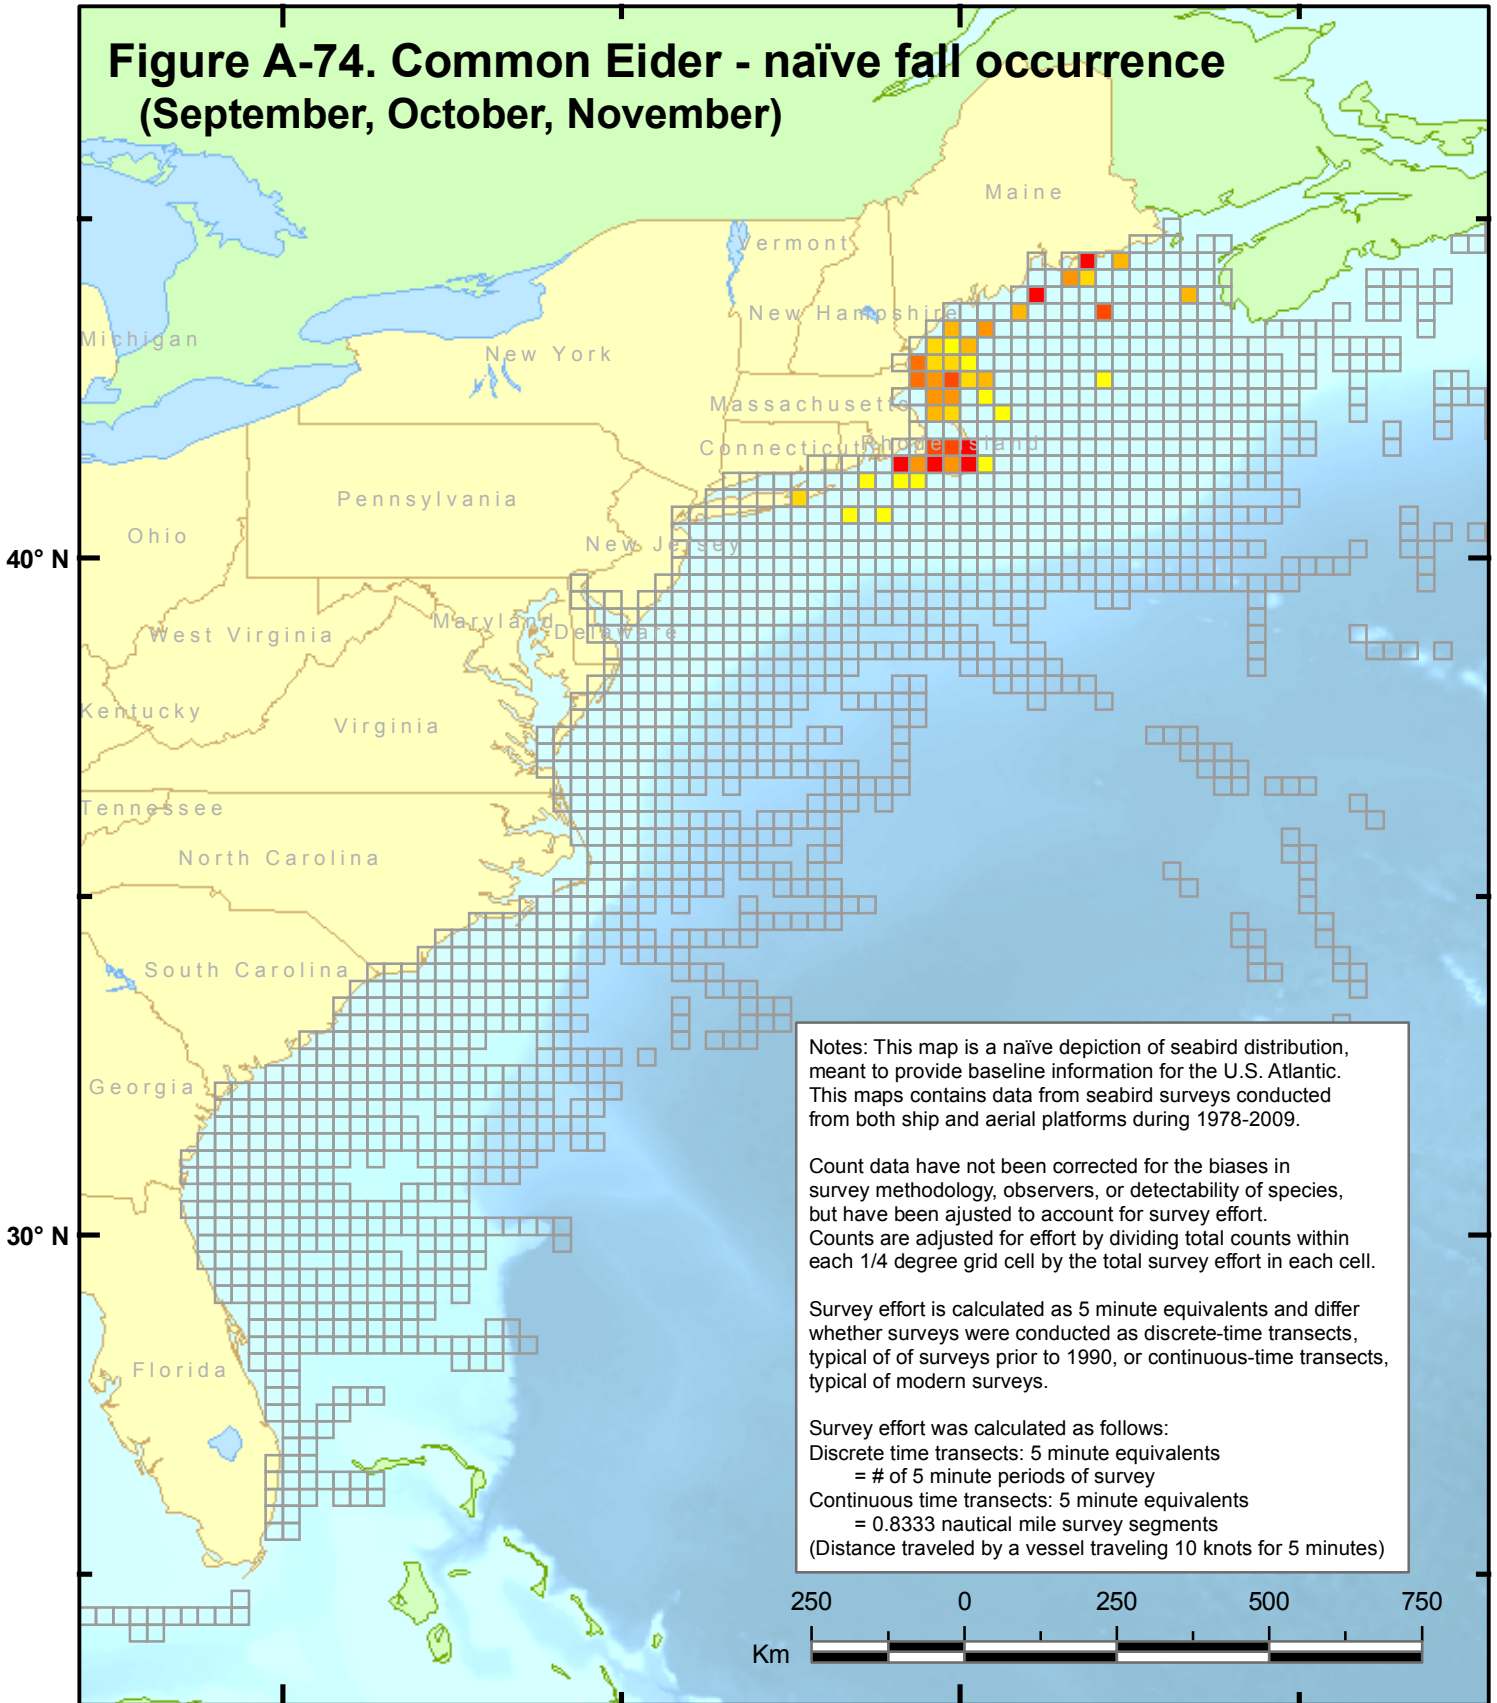 Figure A-74. Common Eider - naïve fall occurrence
(September, October, November)
Maine
Vermont
New Hampshire
Michigan
New York
Massachusetts
Connecticut
Rhode Island
Pennsylvania
Ohio
New Jersey
40° N
Maryland
Delaware
West Virginia
Kentucky
Virginia
Tennessee
North Carolina
South Carolina
Georgia
30° N
Florida
Notes: This map is a naïve depiction of seabird distribution,
meant to provide baseline information for the U.S. Atlantic.
This maps contains data from seabird surveys conducted
from both ship and aerial platforms during 1978-2009.
Count data have not been corrected for the biases in
survey methodology, observers, or detectability of species,
but have been ajusted to account for survey effort.
Counts are adjusted for effort by dividing total counts within
each 1/4 degree grid cell by the total survey effort in each cell.
Survey effort is calculated as 5 minute equivalents and differ
whether surveys were conducted as discrete-time transects,
typical of of surveys prior to 1990, or continuous-time transects,
typical of modern surveys.
Survey effort was calculated as follows:
Discrete time transects: 5 minute equivalents
= # of 5 minute periods of survey
Continuous time transects: 5 minute equivalents
= 0.8333 nautical mile survey segments
(Distance traveled by a vessel traveling 10 knots for 5 minutes)
250 0 250 500 750
Km